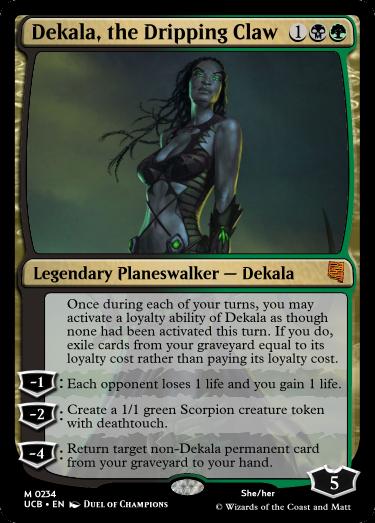 Dekala, the Dripping Claw 1
Legendary Planeswalker — Dekala
Once during each of your turns, you may
activate a loyalty ability of Dekala as though
none had been activated this turn. If you do,
exile cards from your graveyard equal to its
loyalty cost rather than paying its loyalty cost.
-1 : Each opponent loses 1 life and you gain 1 life.
-2 : Create a 1/1 green Scorpion creature token
with deathtouch.
-4 : Return target non-Dekala permanent card
from your graveyard to your hand.
5
M 0234 She/her
UCB • EN Duel of Champions © Wizards of the Coast and Matt